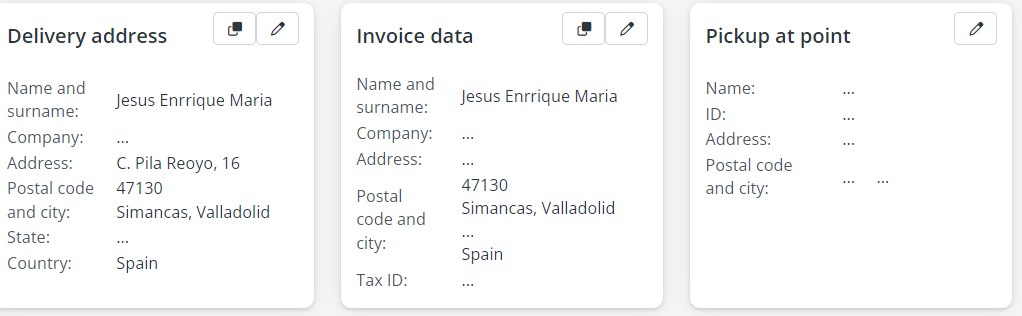 Delivery address
Name and
surname:
Jesus Enrrique Maria
Company:
...
Address:
C. Pila Reoyo, 16
Postal code
and city:
47130
Simancas, Valladolid
State:
...
Country:
Spain
Invoice data
Name and
surname:
Jesus Enrrique Maria
Company:
...
Address:
...
Postal
code and
city:
47130
Simancas, Valladolid
...
Spain
Tax ID:
...
Pickup at point
Name:
...
ID:
...
Address:
...
Postal code
and city:
... ...